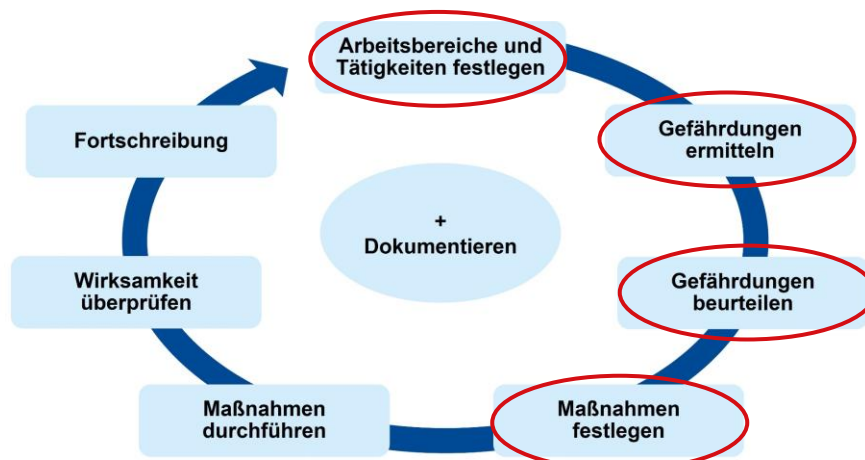 Arbeitsbereiche und
Tätigkeiten festlegen
Gefährdungen
ermitteln
Gefährdungen
beurteilen
Maßnahmen
festlegen
Maßnahmen
durchführen
Wirksamkeit
überprüfen
Fortschreibung
+
Dokumentieren